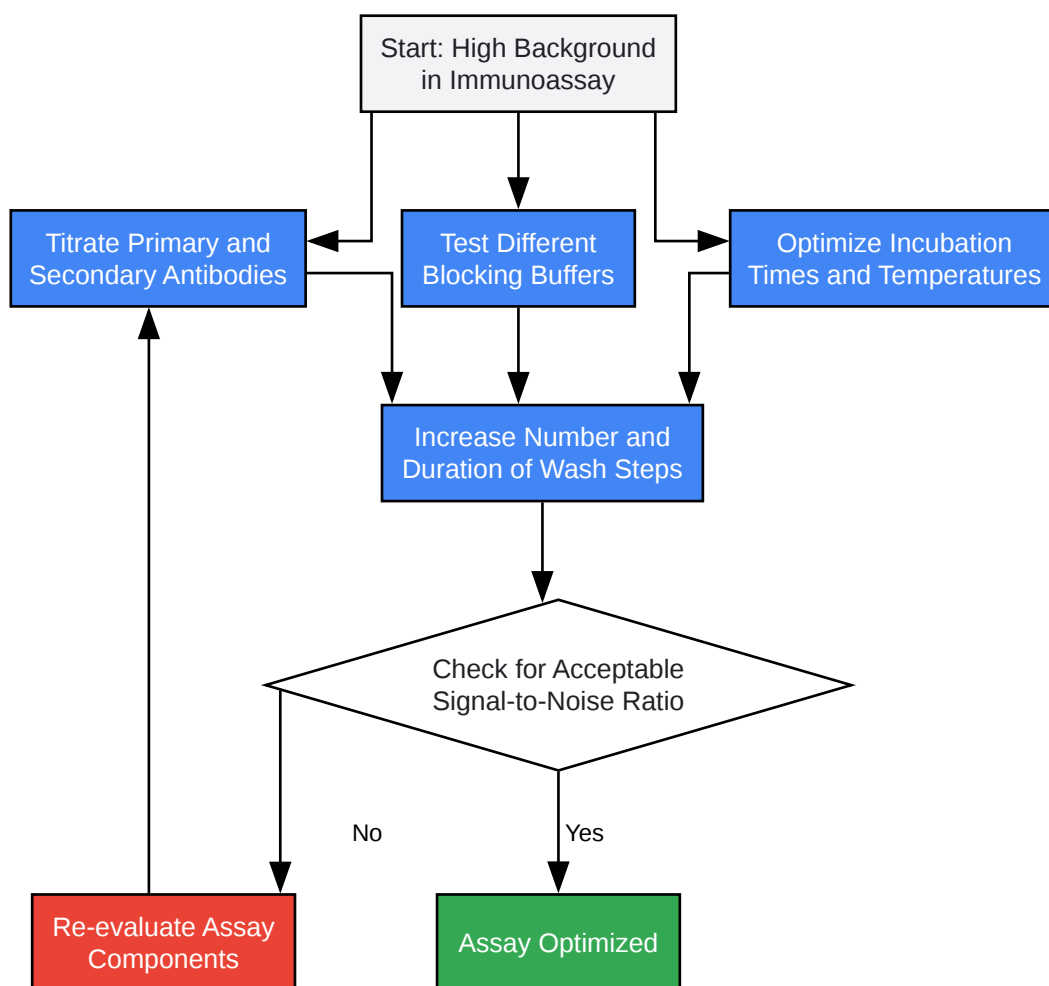 Start: High Background
in Immunoassay
Titrate Primary and
Secondary Antibodies
Test Different
Blocking Buffers
Optimize Incubation
Times and Temperatures
Increase Number and
Duration of Wash Steps
Check for Acceptable
Signal-to-Noise Ratio
No
Yes
Re-evaluate Assay
Components
Assay Optimized